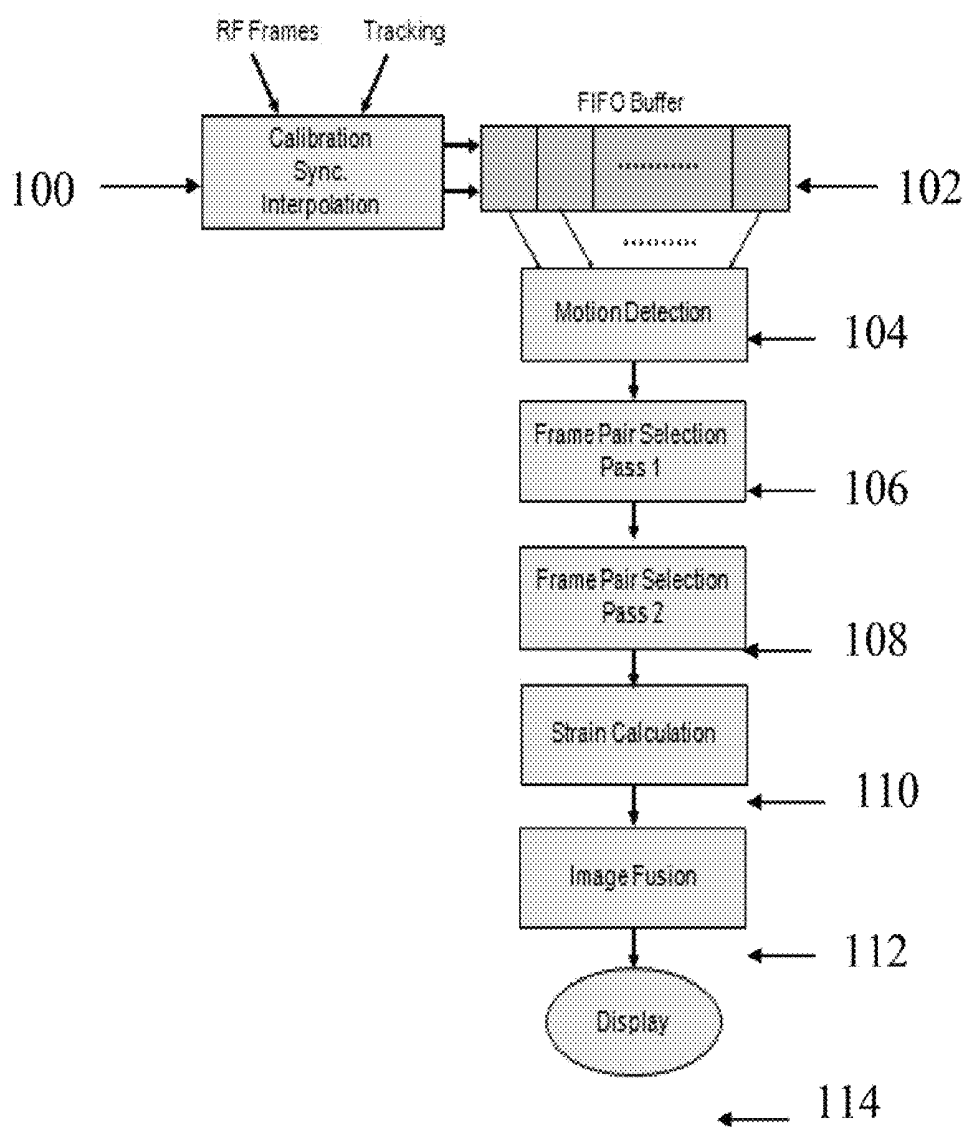 RF Frames Tracking
FIFO Buffer
Calibration
Sync.
Interpolation
100
102
Motion Detection
104
Frame Pair Selection
Pass 1
106
Frame Pair Selection
Pass 2
108
Strain Calculation
110
Image Fusion
112
Display
114